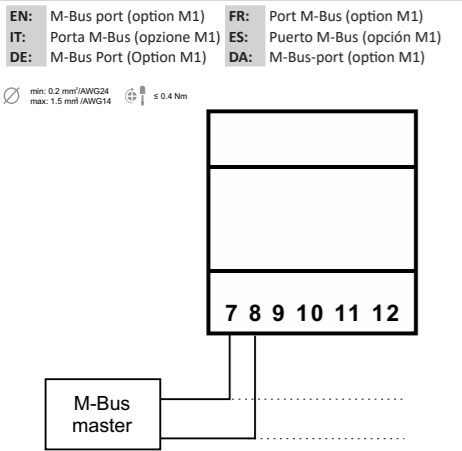 EN: M-Bus port (option M1) FR: Port M-Bus (option M1)
IT: Porta M-Bus (opzione M1) ES: Puerto M-Bus (opción M1)
DE: M-Bus Port (Option M1) DA: M-Bus-port (option M1)
min: 0.2 mm²/AWG24
max: 1.5 mm²/AWG14
≤ 0.4 Nm
7 8 9 10 11 12
M-Bus
master